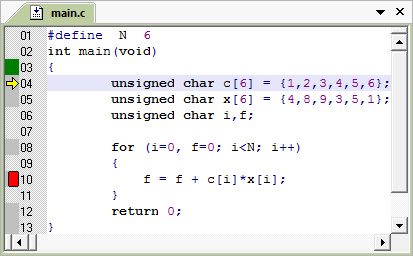 main.c
01 #define  N  6
02 int main(void)
03 {
04         unsigned char c[6] = {1,2,3,4,5,6};
05         unsigned char x[6] = {4,8,9,3,5,1};
06         unsigned char i,f;
07
08         for (i=0, f=0; i<N; i++)
09         {
10             f = f + c[i]*x[i];
11         }
12         return 0;
13 }